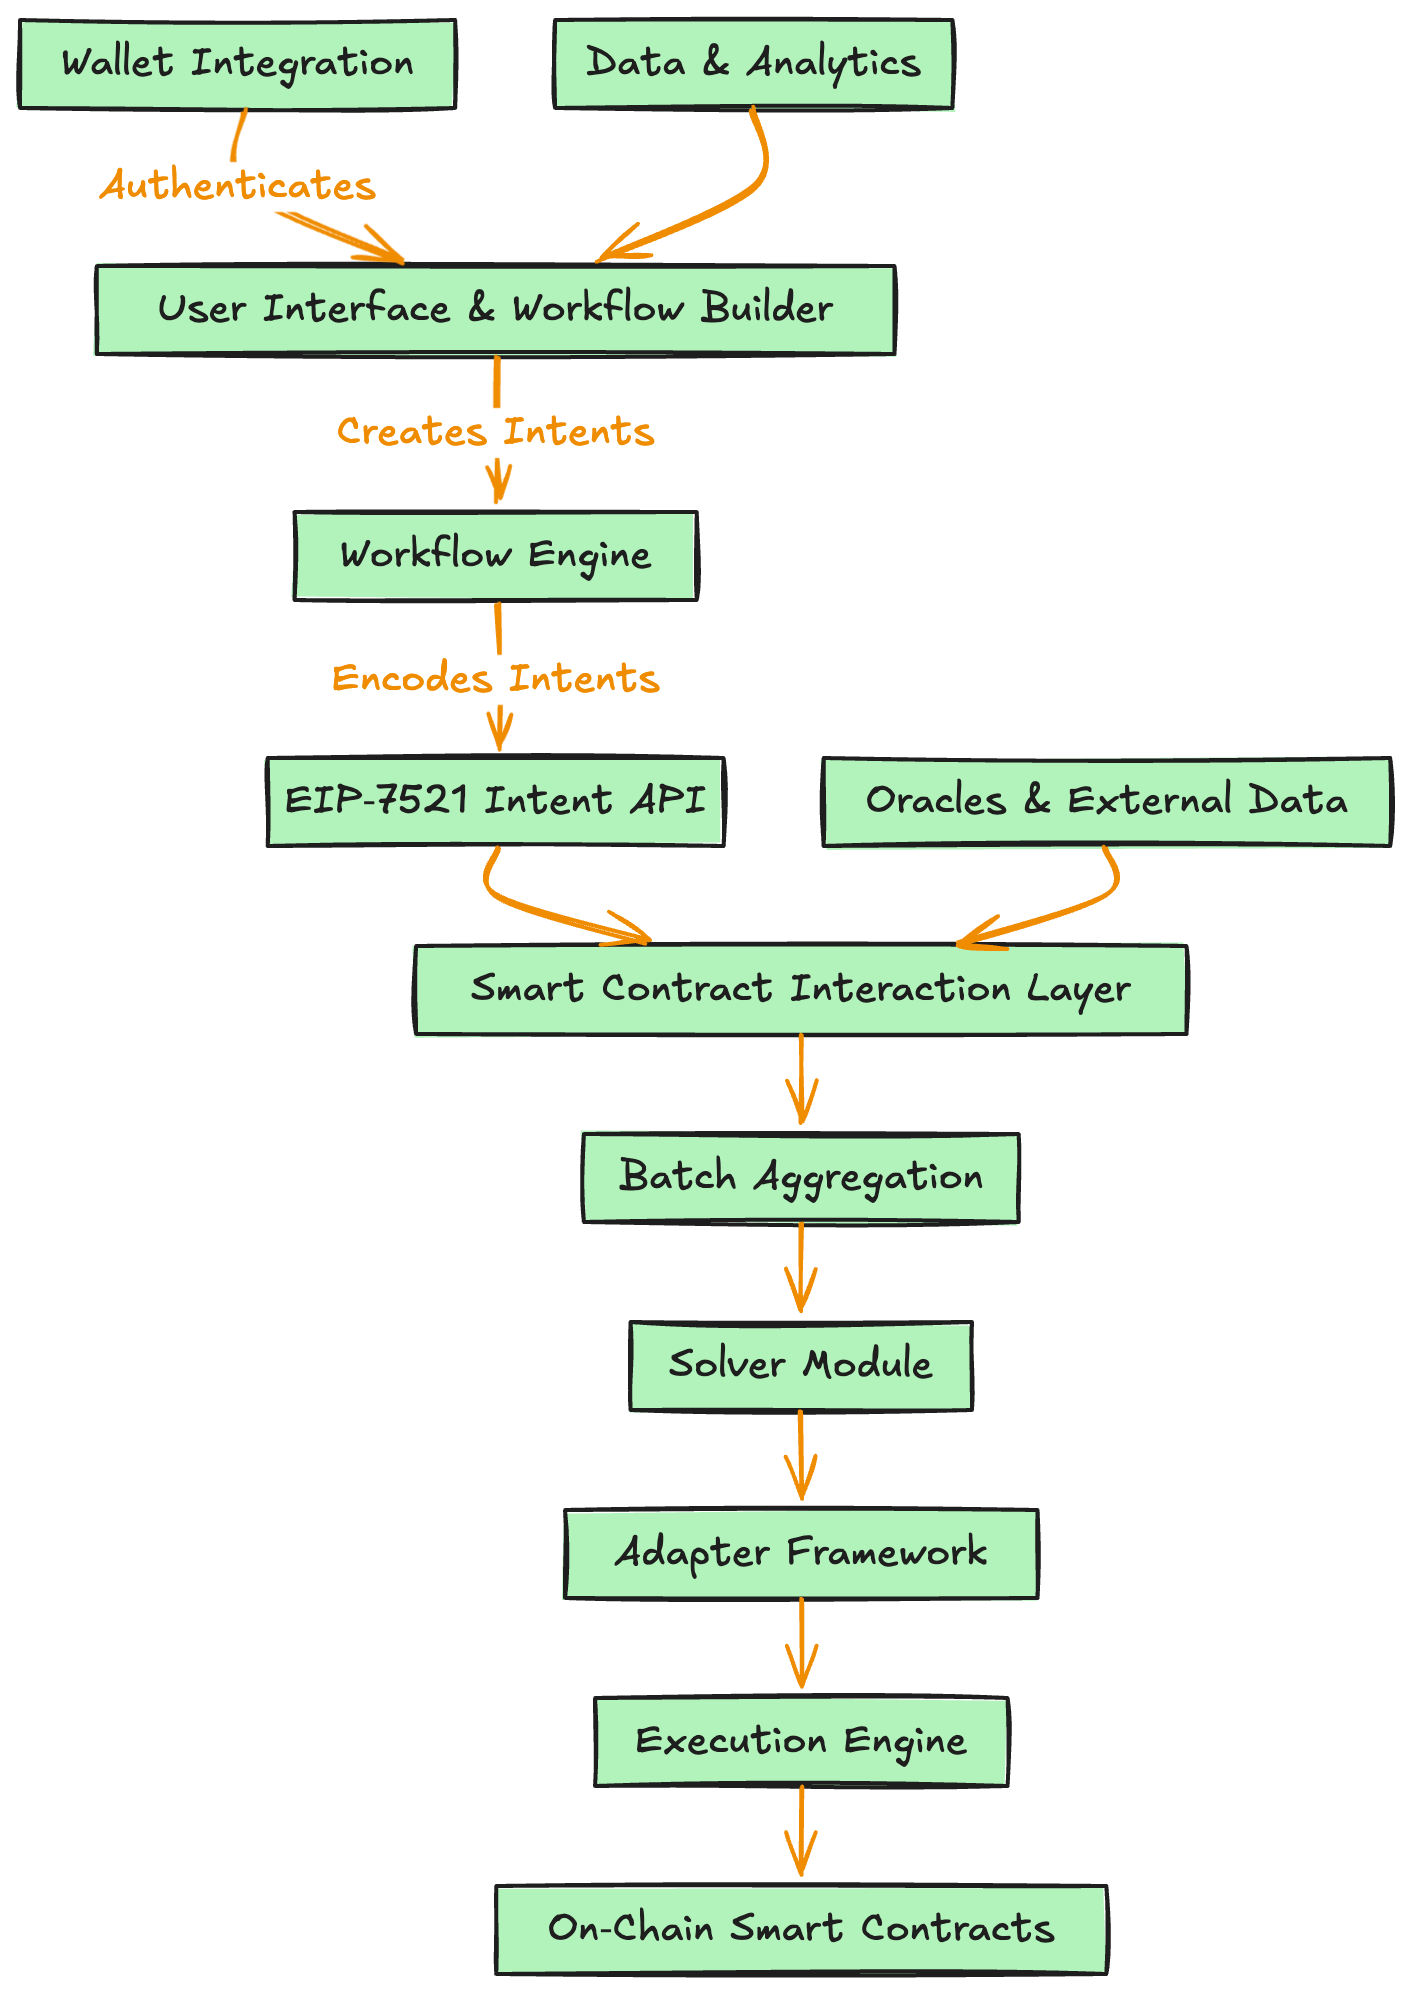 Wallet Integration
Data & Analytics
Authenticates
User Interface & Workflow Builder
Creates Intents
Workflow Engine
Encodes Intents
EIP-7521 Intent API
Oracles & External Data
Smart Contract Interaction Layer
Batch Aggregation
Solver Module
Adapter Framework
Execution Engine
On-Chain Smart Contracts